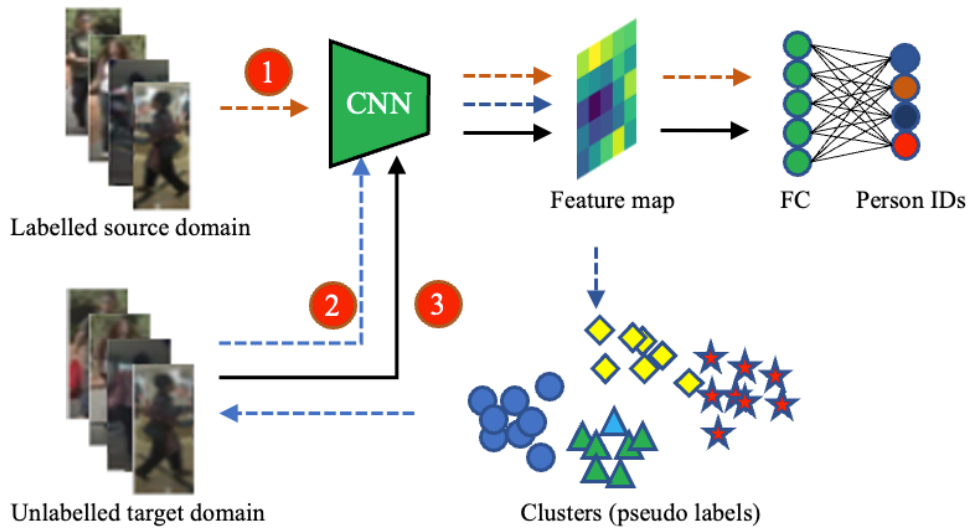 1
CNN
Labelled source domain
Feature map
FC
Person IDs
2
3
Unlabelled target domain
Clusters (pseudo labels)